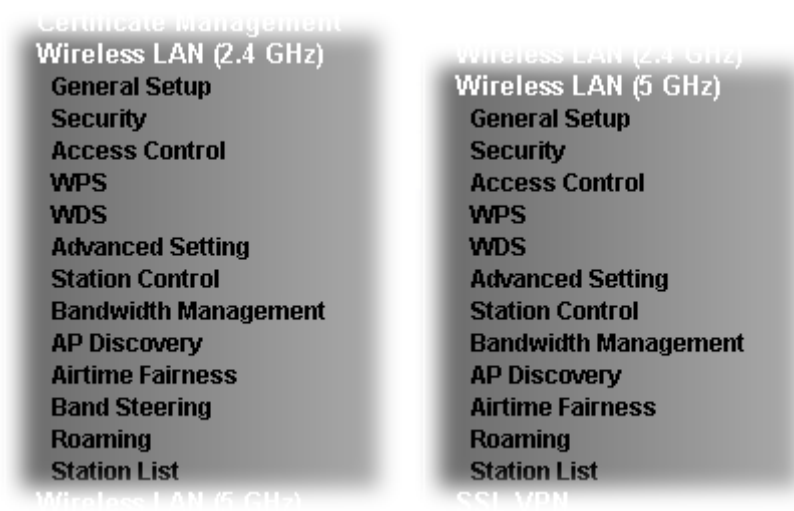 Certificate Management
Wireless LAN (2.4 GHz)
General Setup
Security
Access Control
WPS
WDS
Advanced Setting
Station Control
Bandwidth Management
AP Discovery
Airtime Fairness
Band Steering
Roaming
Station List
Wireless LAN (5 GHz)
Wireless LAN (2.4 GHz)
Wireless LAN (5 GHz)
General Setup
Security
Access Control
WPS
WDS
Advanced Setting
Station Control
Bandwidth Management
AP Discovery
Airtime Fairness
Roaming
Station List
SSL VPN